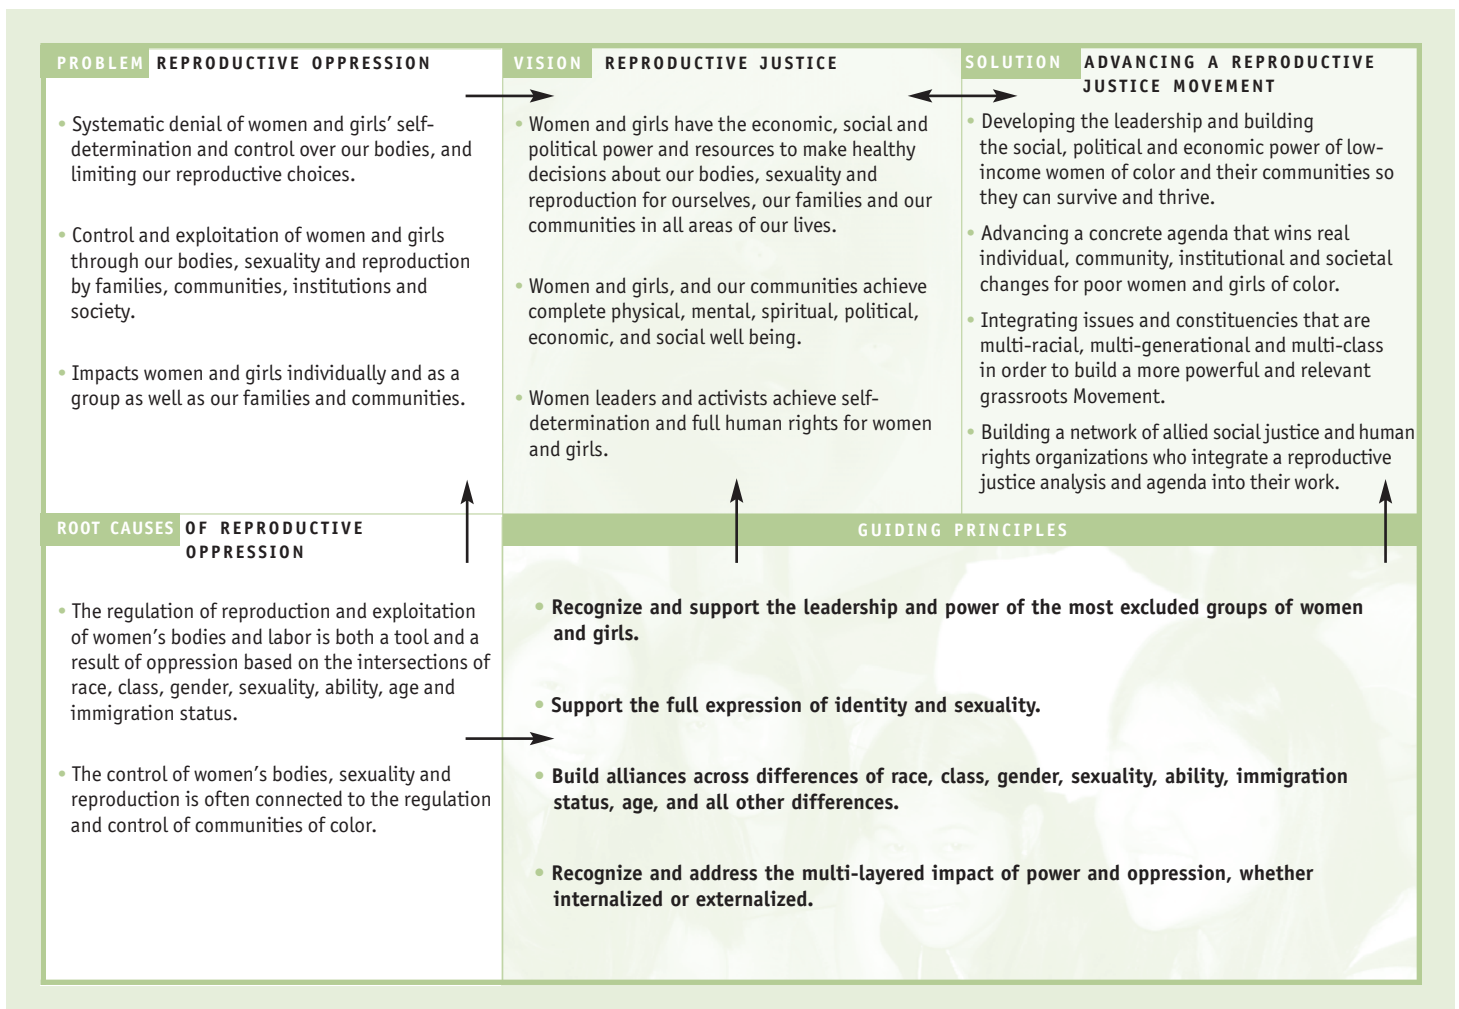 PROBLEM REPRODUCTIVE OPPRESSION
• Systematic denial of women and girls’ self-
determination and control over our bodies, and
limiting our reproductive choices.
• Control and exploitation of women and girls
through our bodies, sexuality and reproduction
by families, communities, institutions and
society.
• Impacts women and girls individually and as a
group as well as our families and communities.
VISION REPRODUCTIVE JUSTICE
• Women and girls have the economic, social and
political power and resources to make healthy
decisions about our bodies, sexuality and
reproduction for ourselves, our families and our
communities in all areas of our lives.
• Women and girls, and our communities achieve
complete physical, mental, spiritual, political,
economic, and social well being.
• Women leaders and activists achieve self-
determination and full human rights for women
and girls.
SOLUTION ADVANCING A REPRODUCTIVE
JUSTICE MOVEMENT
• Developing the leadership and building
the social, political and economic power of low-
income women of color and their communities so
they can survive and thrive.
• Advancing a concrete agenda that wins real
individual, community, institutional and societal
changes for poor women and girls of color.
• Integrating issues and constituencies that are
multi-racial, multi-generational and multi-class
in order to build a more powerful and relevant
grassroots Movement.
• Building a network of allied social justice and human
rights organizations who integrate a reproductive
justice analysis and agenda into their work.
ROOT CAUSES OF REPRODUCTIVE
OPPRESSION
• The regulation of reproduction and exploitation
of women’s bodies and labor is both a tool and a
result of oppression based on the intersections of
race, class, gender, sexuality, ability, age and
immigration status.
• The control of women’s bodies, sexuality and
reproduction is often connected to the regulation
and control of communities of color.
GUIDING PRINCIPLES
• Recognize and support the leadership and power of the most excluded groups of women
and girls.
• Support the full expression of identity and sexuality.
• Build alliances across differences of race, class, gender, sexuality, ability, immigration
status, age, and all other differences.
• Recognize and address the multi-layered impact of power and oppression, whether
internalized or externalized.